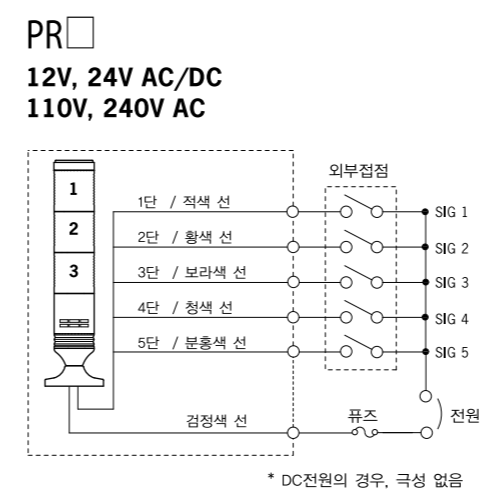 PR□
12V, 24V AC/DC
110V, 240V AC
외부접점
1
2
3
1단 / 적색 선
SIG 1
2단 / 황색 선
SIG 2
3단 / 보라색 선
SIG 3
4단 / 청색 선
SIG 4
5단 / 분홍색 선
SIG 5
검정색 선
퓨즈
전원
* DC전원의 경우, 극성 없음